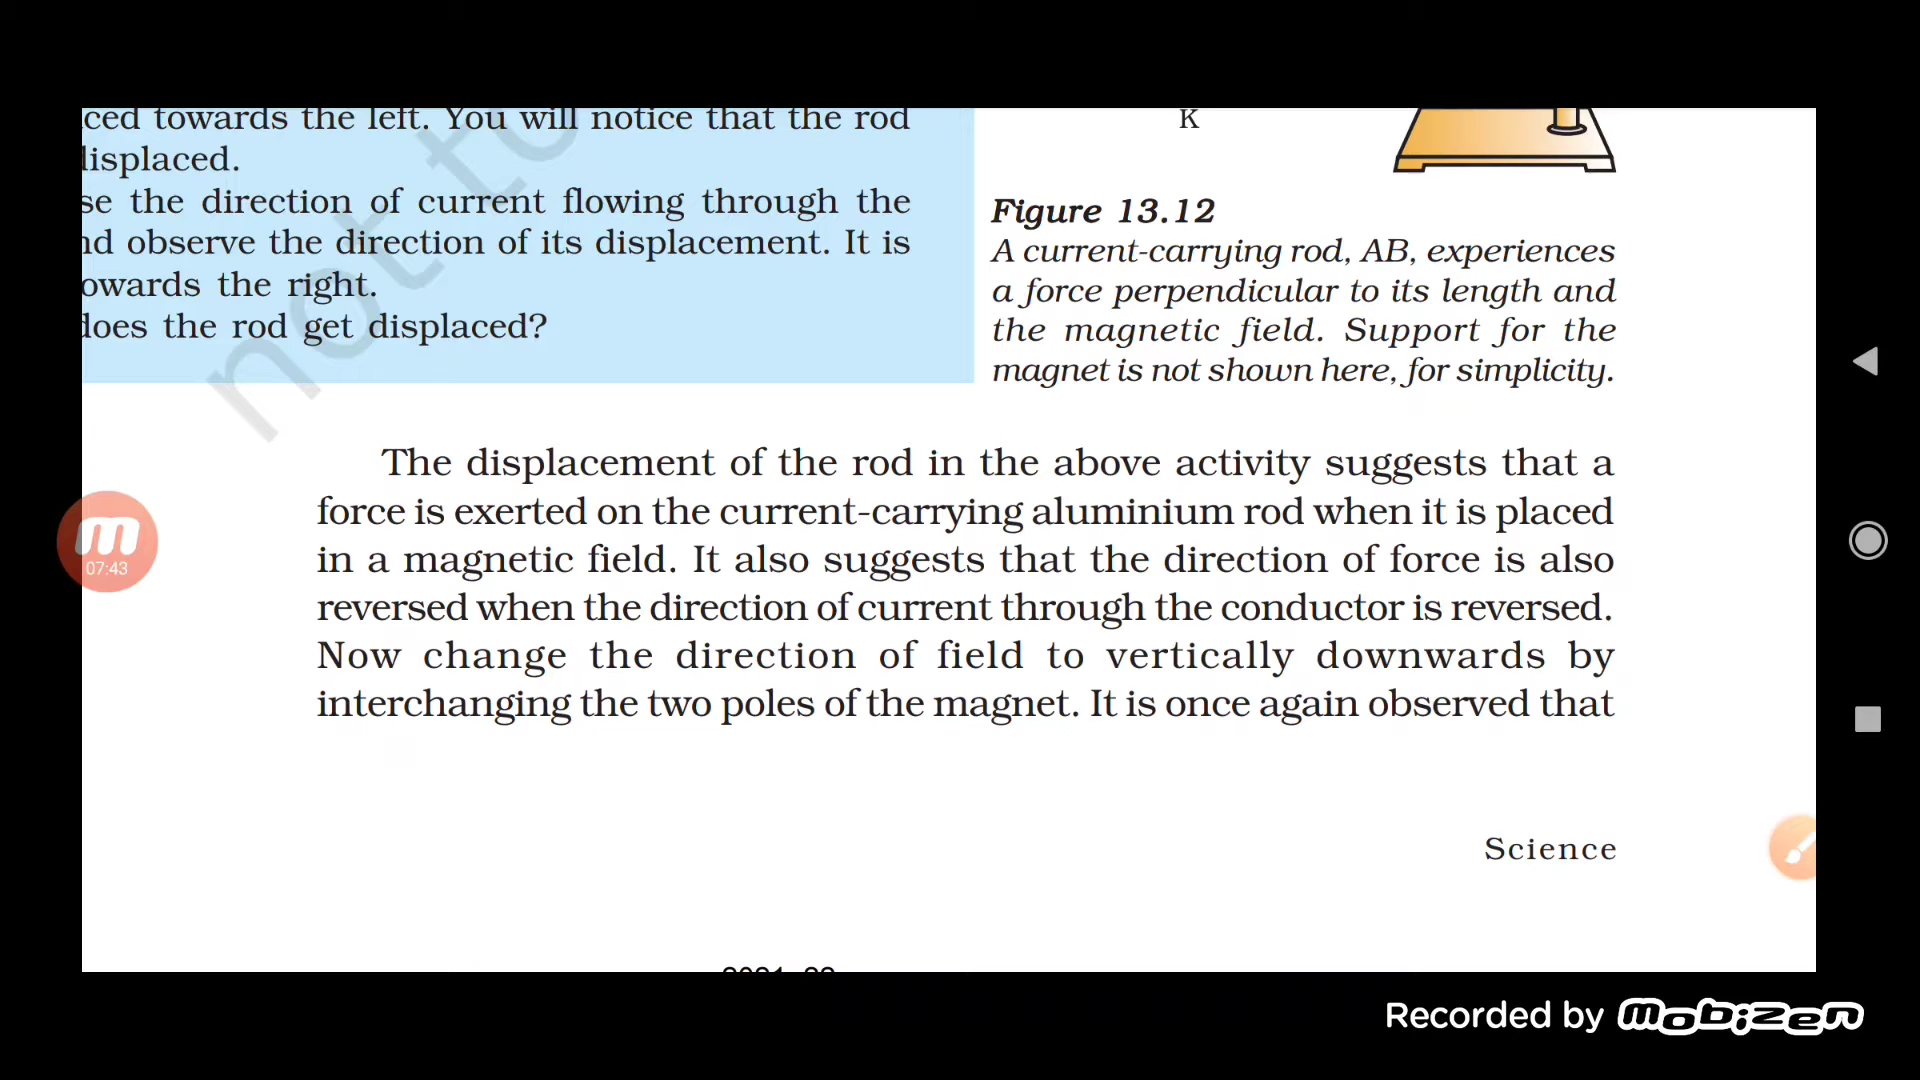 ced towards the left. You will notice that the rod
displaced.
se the direction of current flowing through the
nd observe the direction of its displacement. It is
owards the right.
does the rod get displaced?
not to
K
Figure 13.12
A current-carrying rod, AB, experiences
a force perpendicular to its length and
the magnetic field. Support for the
magnet is not shown here, for simplicity.
The displacement of the rod in the above activity suggests that a
force is exerted on the current-carrying aluminium rod when it is placed
in a magnetic field. It also suggests that the direction of force is also
reversed when the direction of current through the conductor is reversed.
Now change the direction of field to vertically downwards by
interchanging the two poles of the magnet. It is once again observed that
m
07:43
Science
Recorded by mobizen